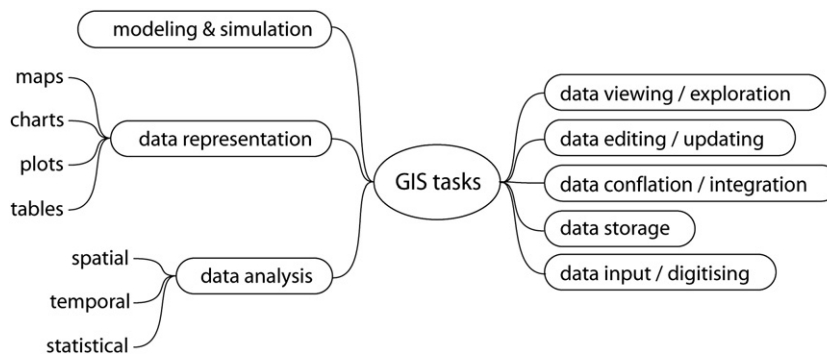 modeling & simulation
maps
charts
plots
tables
data representation
spatial
temporal
statistical
data analysis
GIS tasks
data viewing / exploration
data editing / updating
data conflation / integration
data storage
data input / digitising